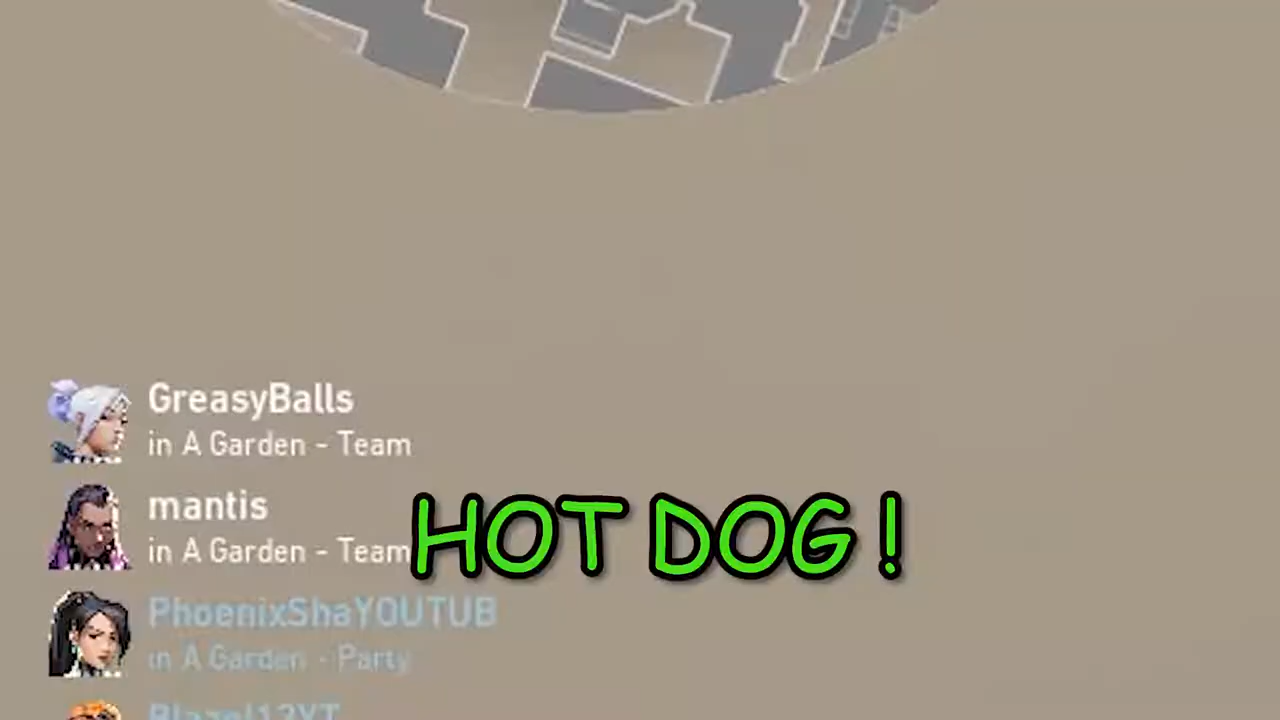 GreasyBalls
in A Garden - Team
mantis
in A Garden - Team
HOT DOG !
PhoenixShaYOUTUB
in A Garden - Party